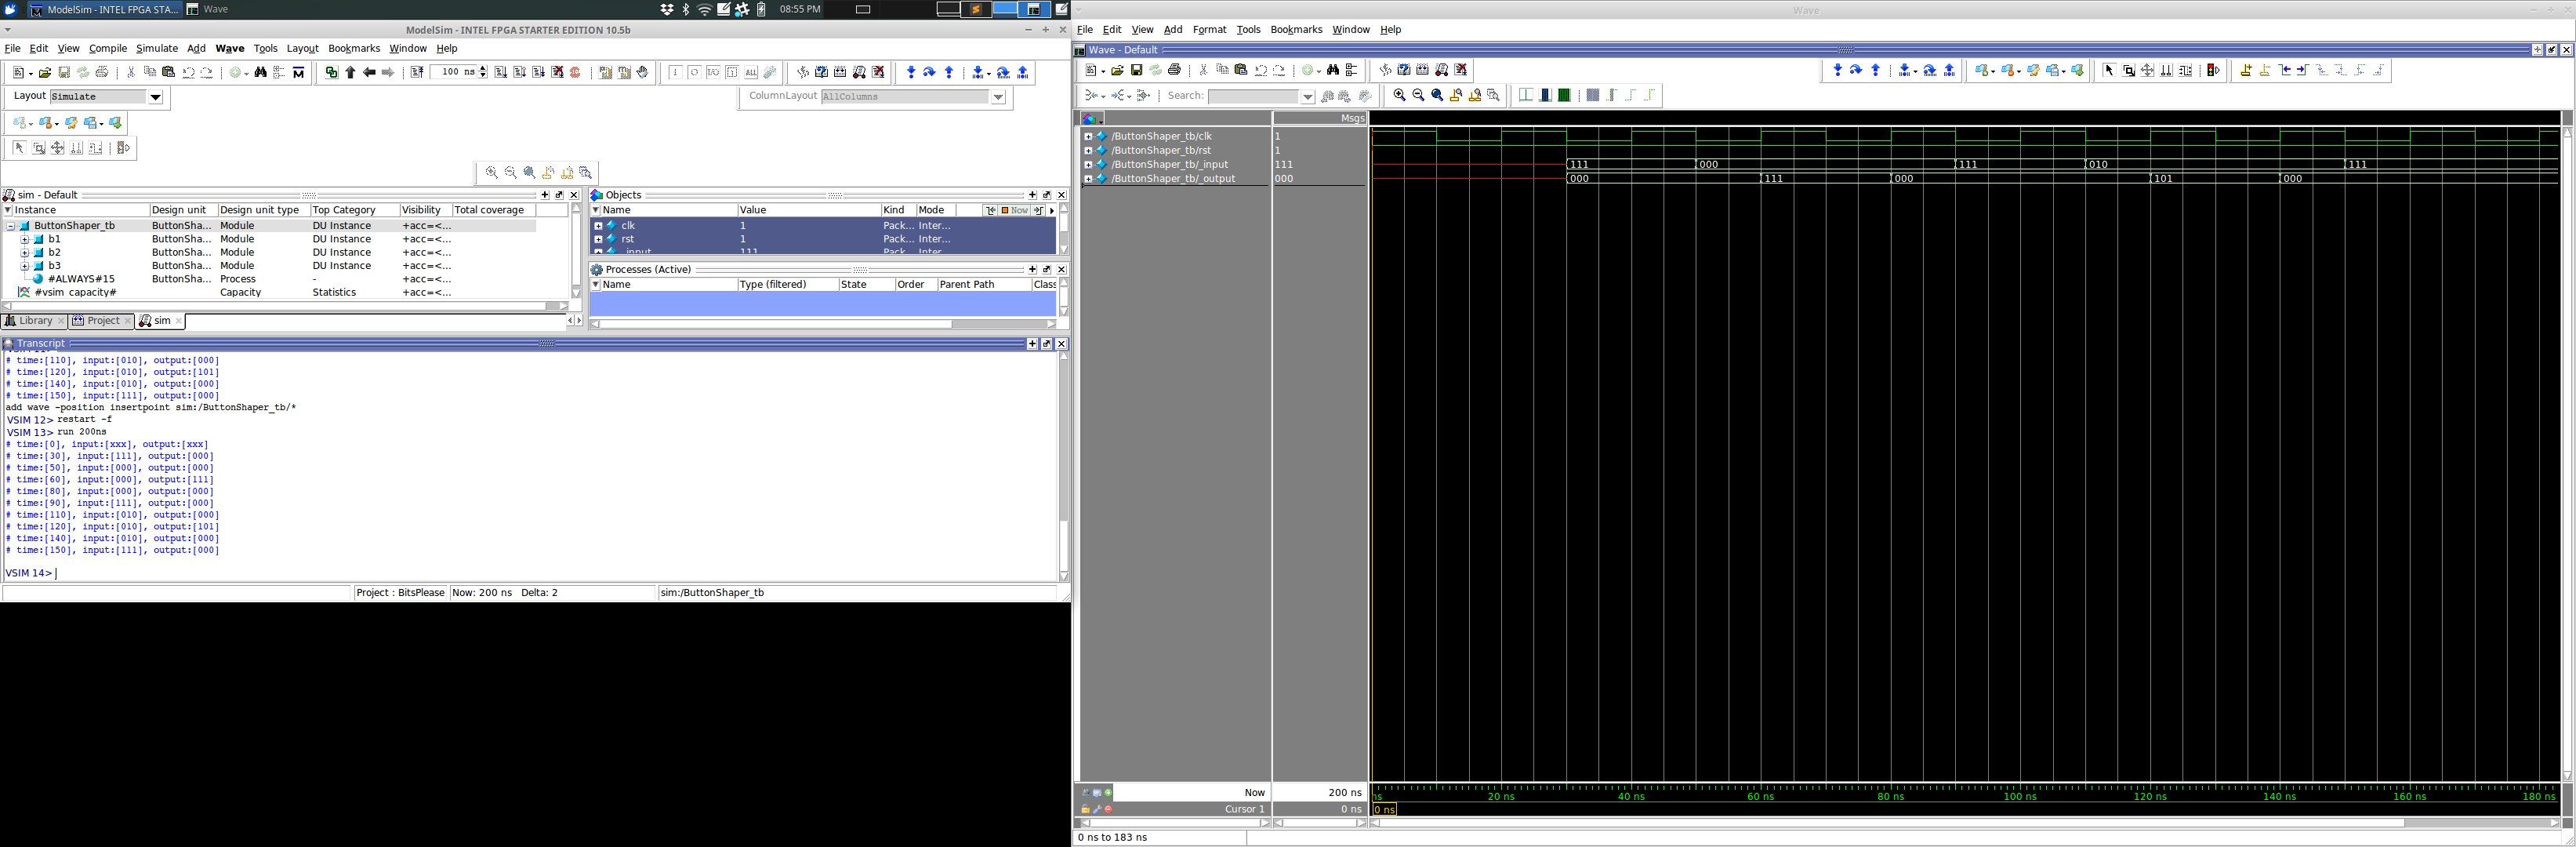 ModelSim - INTEL FPGA STA... Wave 08:55 PM
ModelSim - INTEL FPGA STARTER EDITION 10.5b
File Edit View Compile Simulate Add Wave Tools Layout Bookmarks Window Help
100 ns
Layout Simulate ColumnLayout AllColumns
sim - Default
Instance Design unit Design unit type Top Category Visibility Total coverage
ButtonShaper_tb ButtonSha... Module DU Instance +acc=<...
b1 ButtonSha... Module DU Instance +acc=<...
b2 ButtonSha... Module DU Instance +acc=<...
b3 ButtonSha... Module DU Instance +acc=<...
#ALWAYS#15 ButtonSha... Process - +acc=<...
#vsim_capacity# Capacity Statistics +acc=<...
Library Project sim
Objects
Name Value Kind Mode Now
clk 1 Pack... Inter...
rst 1 Pack... Inter...
_input 111 Pack... Inter...
Processes (Active)
Name Type (filtered) State Order Parent Path Class
Transcript
# time:[110], input:[010], output:[000]
# time:[120], input:[010], output:[101]
# time:[140], input:[010], output:[000]
# time:[150], input:[111], output:[000]
add wave -position insertpoint sim:/ButtonShaper_tb/*
VSIM 12> restart -f
VSIM 13> run 200ns
# time:[0], input:[xxx], output:[xxx]
# time:[30], input:[111], output:[000]
# time:[50], input:[000], output:[000]
# time:[60], input:[000], output:[111]
# time:[80], input:[000], output:[000]
# time:[90], input:[111], output:[000]
# time:[110], input:[010], output:[000]
# time:[120], input:[010], output:[101]
# time:[140], input:[010], output:[000]
# time:[150], input:[111], output:[000]
VSIM 14>
Project : BitsPlease Now: 200 ns Delta: 2 sim:/ButtonShaper_tb
Wave
File Edit View Add Format Tools Bookmarks Window Help
Wave - Default
Search:
Msgs
/ButtonShaper_tb/clk 1
/ButtonShaper_tb/rst 1
/ButtonShaper_tb/_input 111 111 000 111 010 111
/ButtonShaper_tb/_output 000 000 111 000 101 000
Now 200 ns ns 20 ns 40 ns 60 ns 80 ns 100 ns 120 ns 140 ns 160 ns 180 ns
Cursor 1 0 ns 0 ns
0 ns to 183 ns